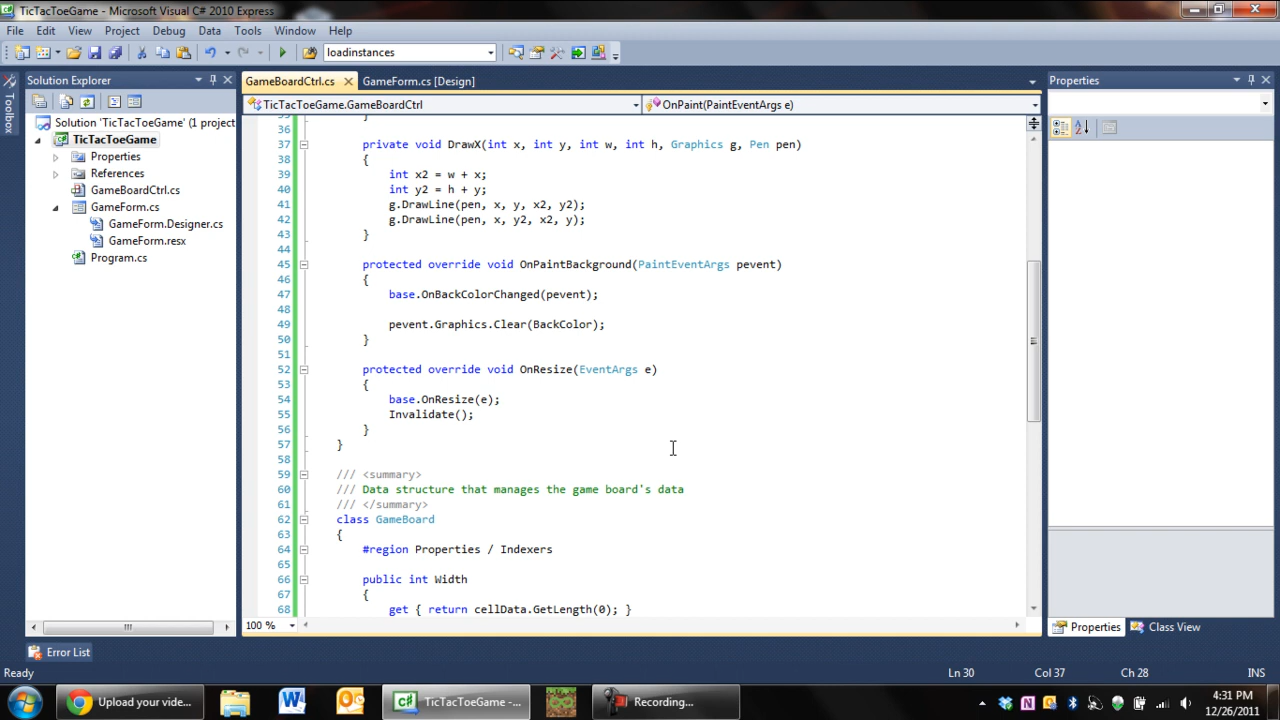 TicTacToeGame - Microsoft Visual C# 2010 Express
File Edit View Project Debug Data Tools Window Help
loadinstances
Solution Explorer
GameBoardCtrl.cs
GameForm.cs [Design]
Properties
Toolbox
TicTacToeGame.GameBoardCtrl
OnPaint(PaintEventArgs e)
Solution 'TicTacToeGame' (1 project
TicTacToeGame
Properties
References
GameBoardCtrl.cs
GameForm.cs
GameForm.Designer.cs
GameForm.resx
Program.cs
35 }
36
37 private void DrawX(int x, int y, int w, int h, Graphics g, Pen pen)
38 {
39 int x2 = w + x;
40 int y2 = h + y;
41 g.DrawLine(pen, x, y, x2, y2);
42 g.DrawLine(pen, x, y2, x2, y);
43 }
44
45 protected override void OnPaintBackground(PaintEventArgs pevent)
46 {
47 base.OnBackColorChanged(pevent);
48
49 pevent.Graphics.Clear(BackColor);
50 }
51
52 protected override void OnResize(EventArgs e)
53 {
54 base.OnResize(e);
55 Invalidate();
56 }
57 }
58
59 /// <summary>
60 /// Data structure that manages the game board's data
61 /// </summary>
62 class GameBoard
63 {
64 #region Properties / Indexers
65
66 public int Width
67 {
68 get { return cellData.GetLength(0); }
100 %
Properties
Class View
Error List
Ready
Ln 30
Col 37
Ch 28
INS
Upload your vide...
TicTacToeGame -...
Recording...
4:31 PM
12/26/2011